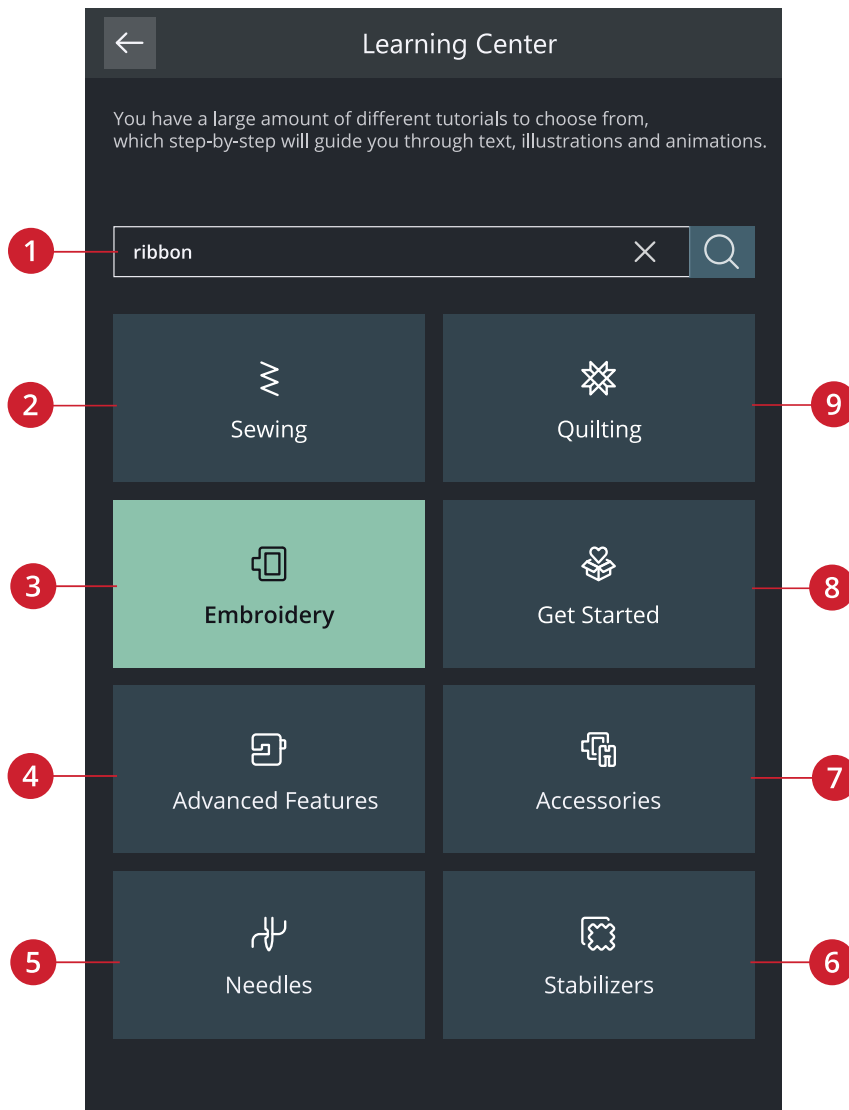 Learning Center
You have a large amount of different tutorials to choose from,
which step-by-step will guide you through text, illustrations and animations.
1
ribbon
2
Sewing
Quilting
9
3
Embroidery
Get Started
8
4
Advanced Features
Accessories
7
5
Needles
Stabilizers
6